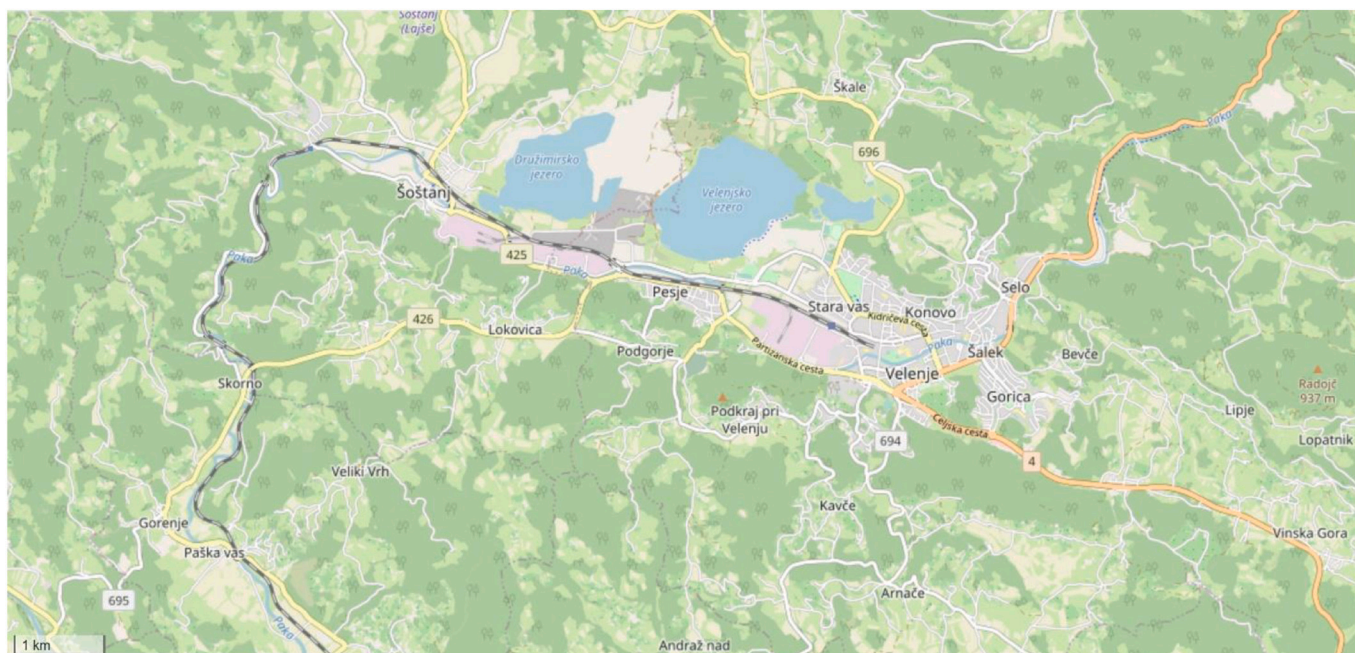 Šoštanj
(Lajše)
Škale
Paka
696
Družmirsko
jezero
Velenjsko
jezero
Šoštanj
425
Paka
Paka
Pesje
Stara vas
Konovo
Selo
Kidričeva cesta
426
Lokovica
Podgorje
Partizanska cesta
Paka
Šalek
Bevče
Velenje
Skorno
Gorica
Radojč
937 m
Podkraj pri
Velenju
Celjska cesta
Lipje
694
Lopatnik
4
Veliki Vrh
Kavče
Gorenje
Vinska Gora
Paška vas
695
Arnače
Paka
1 km
Andraž nad